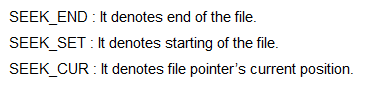 SEEK_END : It denotes end of the file.
SEEK_SET : It denotes starting of the file.
SEEK_CUR : It denotes file pointer’s current position.